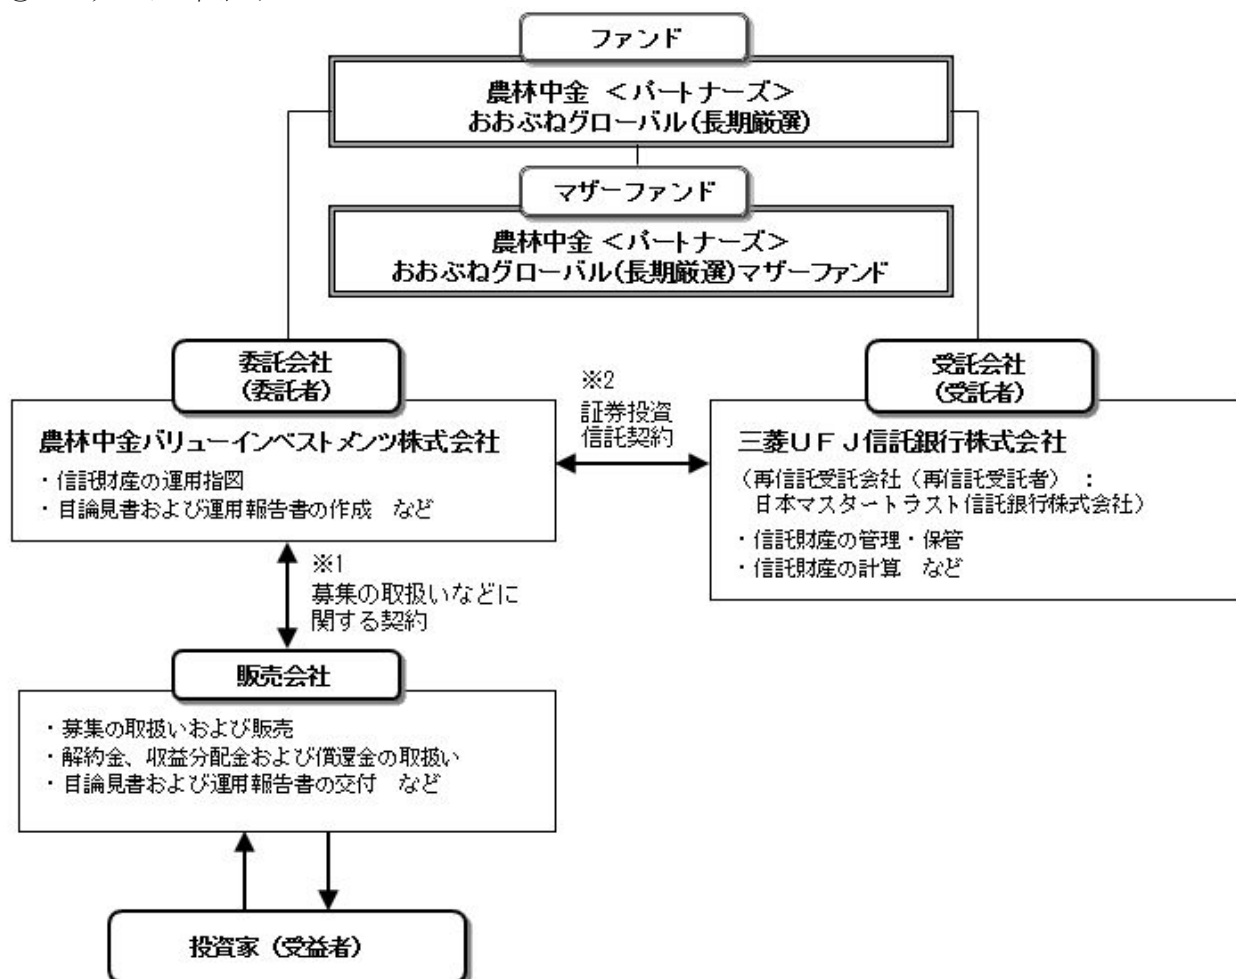 ファンド
農林中金 <パートナーズ>
おおぶねグローバル(長期厳選)
マザーファンド
農林中金 <パートナーズ>
おおぶねグローバル(長期厳選)マザーファンド
委託会社
(委託者)
農林中金バリューインベストメンツ株式会社
・信託財産の運用指図
・目論見書および運用報告書の作成 など
※2
証券投資
信託契約
受託会社
(受託者)
三菱UFJ信託銀行株式会社
(再信託受託会社(再信託受託者) :
日本マスタートラスト信託銀行株式会社)
・信託財産の管理・保管
・信託財産の計算 など
※1
募集の取扱いなどに
関する契約
販売会社
・募集の取扱いおよび販売
・解約金、収益分配金および償還金の取扱い
・目論見書および運用報告書の交付 など
投資家(受益者)